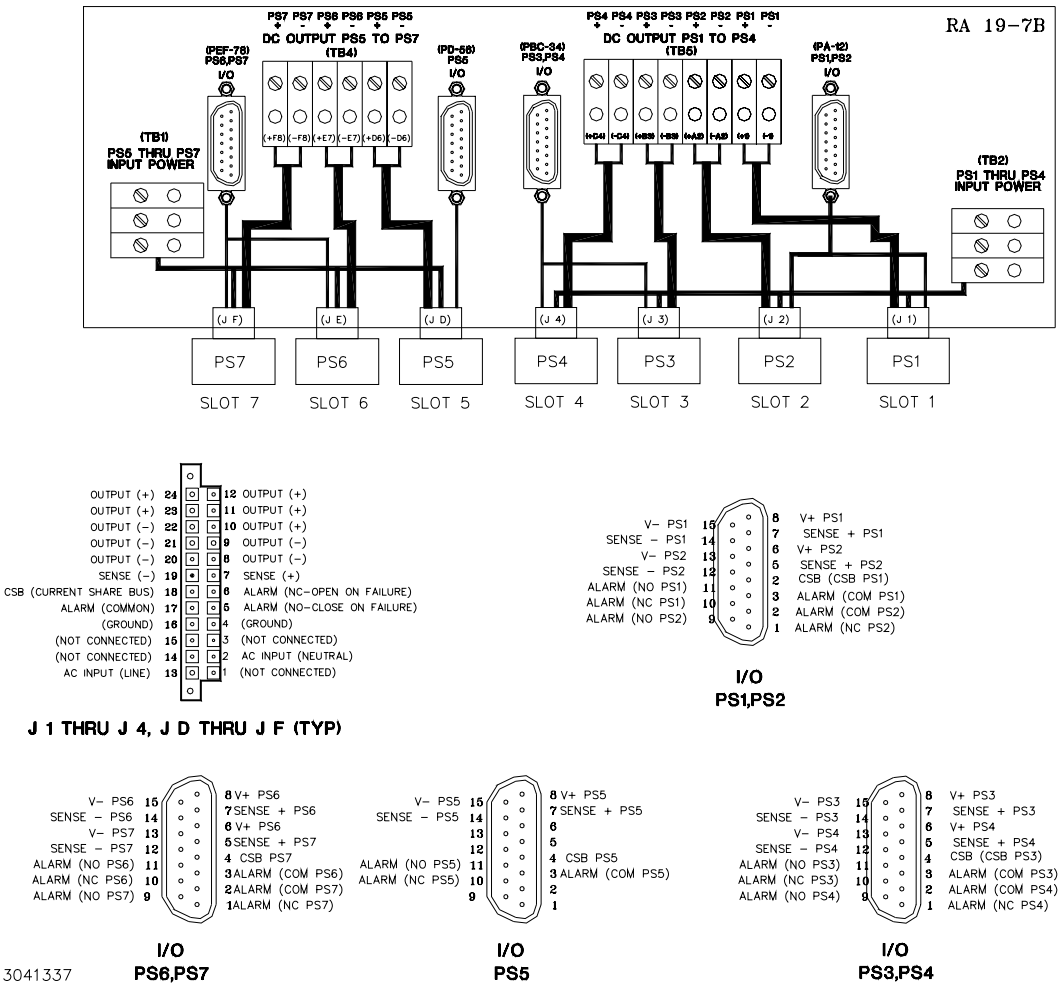 RA 19-7B
PS7 PS7 PS6 PS6 PS5 PS5
+ - + - + -
DC OUTPUT PS5 TO PS7
(TB4)
PS4 PS4 PS3 PS3 PS2 PS2 PS1 PS1
+ - + - + - + -
DC OUTPUT PS1 TO PS4
(TB5)
(PEF-78)
PS6,PS7
I/O
(PD-56)
PS5
I/O
(PBC-34)
PS3,PS4
I/O
(PA-12)
PS1,PS2
I/O
(+F8) (-F8) (+E7) (-E7) (+D6) (-D6)
(+C4) (-C4) (+B3) (-B3) (+A2) (-A2) (+1) (-1)
(TB1)
PS5 THRU PS7
INPUT POWER
(TB2)
PS1 THRU PS4
INPUT POWER
(J F) (J E) (J D) (J 4) (J 3) (J 2) (J 1)
PS7 PS6 PS5 PS4 PS3 PS2 PS1
SLOT 7 SLOT 6 SLOT 5 SLOT 4 SLOT 3 SLOT 2 SLOT 1
OUTPUT (+) 24 12 OUTPUT (+)
OUTPUT (+) 23 11 OUTPUT (+)
OUTPUT (-) 22 10 OUTPUT (+)
OUTPUT (-) 21 9 OUTPUT (-)
OUTPUT (-) 20 8 OUTPUT (-)
SENSE (-) 19 7 SENSE (+)
CSB (CURRENT SHARE BUS) 18 6 ALARM (NC-OPEN ON FAILURE)
ALARM (COMMON) 17 5 ALARM (NO-CLOSE ON FAILURE)
(GROUND) 16 4 (GROUND)
(NOT CONNECTED) 15 3 (NOT CONNECTED)
(NOT CONNECTED) 14 2 AC INPUT (NEUTRAL)
AC INPUT (LINE) 13 1 (NOT CONNECTED)
J 1 THRU J 4, J D THRU J F (TYP)
V- PS1 15 8 V+ PS1
SENSE - PS1 14 7 SENSE + PS1
V- PS2 13 6 V+ PS2
SENSE - PS2 12 5 SENSE + PS2
ALARM (NO PS1) 11 2 CSB (CSB PS1)
ALARM (NC PS1) 10 3 ALARM (COM PS1)
ALARM (NO PS2) 9 2 ALARM (COM PS2)
1 ALARM (NC PS2)
I/O
PS1,PS2
V- PS6 15 8 V+ PS6
SENSE - PS6 14 7 SENSE + PS6
V- PS7 13 6 V+ PS6
SENSE - PS7 12 5 SENSE + PS7
ALARM (NO PS6) 11 4 CSB PS7
ALARM (NC PS6) 10 3 ALARM (COM PS6)
ALARM (NO PS7) 9 2 ALARM (COM PS7)
1 ALARM (NC PS7)
I/O
PS6,PS7
V- PS5 15 8 V+ PS5
SENSE - PS5 14 7 SENSE + PS5
13 6
12 5
ALARM (NO PS5) 11 4 CSB PS5
ALARM (NC PS5) 10 3 ALARM (COM PS5)
9 2
1
I/O
PS5
V- PS3 15 8 V+ PS3
SENSE - PS3 14 7 SENSE + PS3
V- PS4 13 6 V+ PS4
SENSE - PS4 12 5 SENSE + PS4
ALARM (NO PS3) 11 4 CSB (CSB PS3)
ALARM (NC PS3) 10 3 ALARM (COM PS3)
ALARM (NO PS4) 9 2 ALARM (COM PS4)
1 ALARM (NC PS4)
I/O
PS3,PS4
3041337